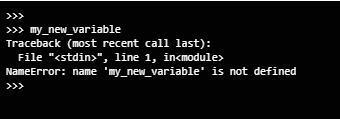 >>>
>>> my_new_variable
Traceback (most recent call last):
  File "<stdin>", line 1, in<module>
NameError: name 'my_new_variable' is not defined
>>>